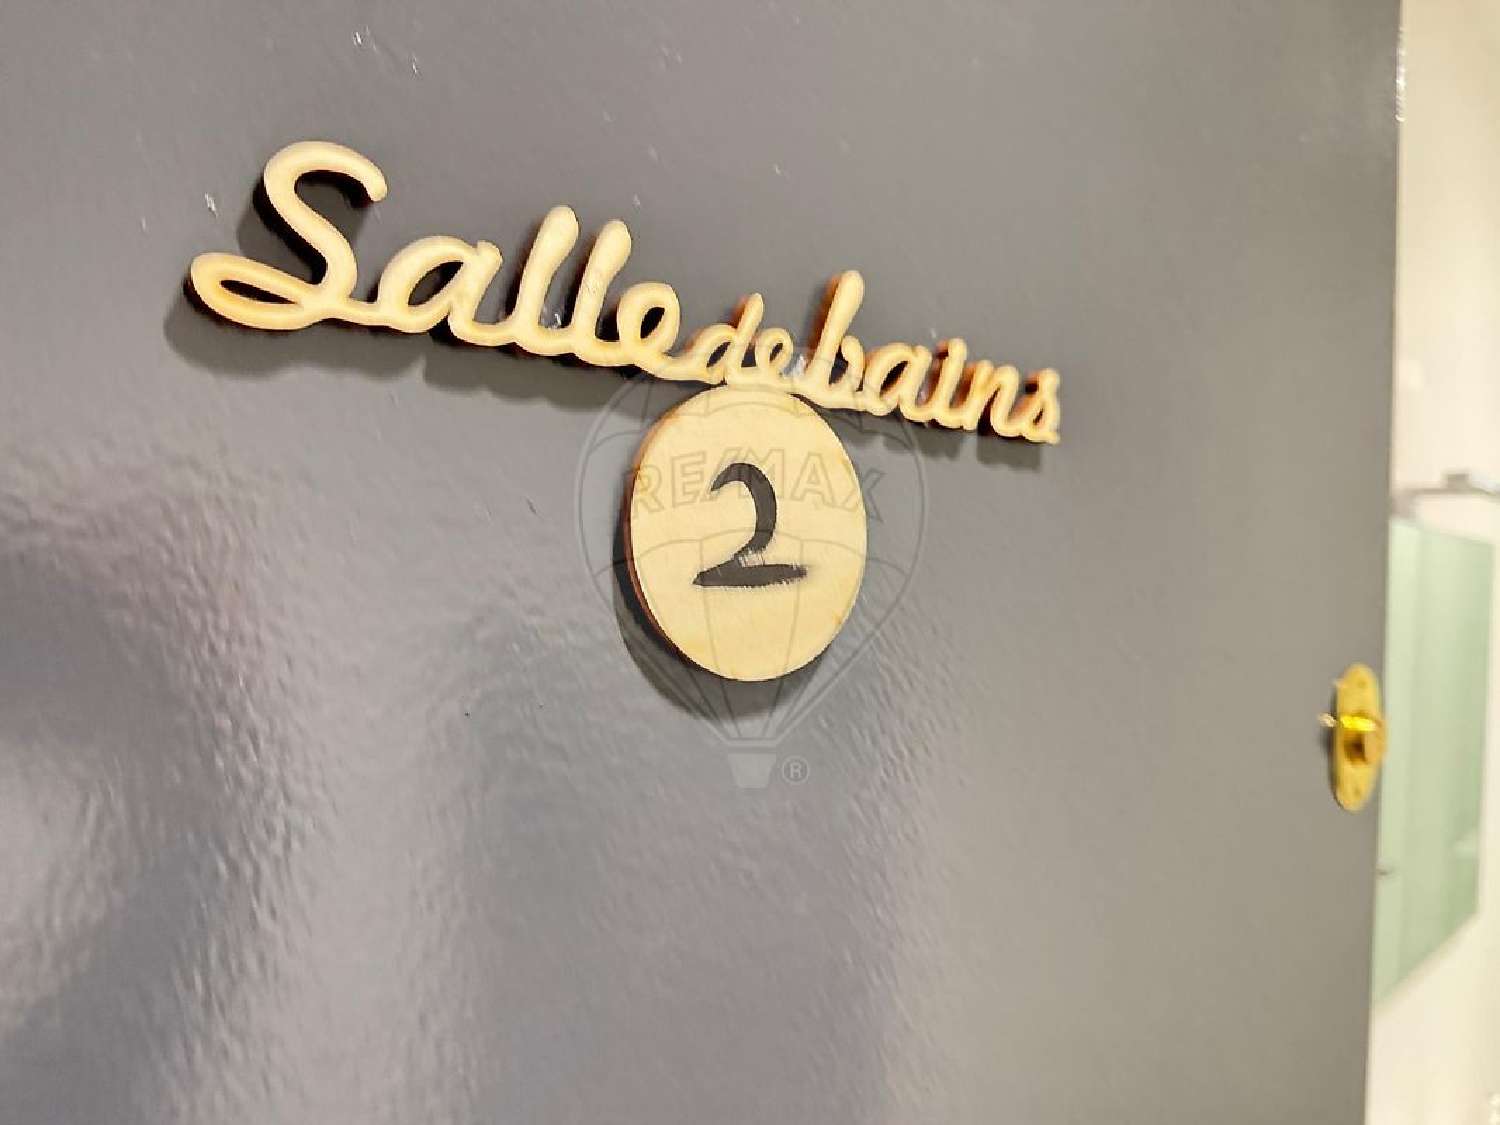 Salle de bains
2
RE/MAX
®